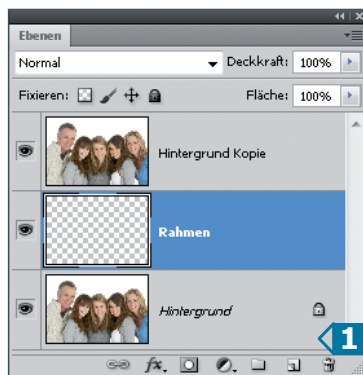 Ebenen
Normal Deckkraft: 100%
Fixieren: Fläche: 100%
Hintergrund Kopie
Rahmen
Hintergrund
1
fx.